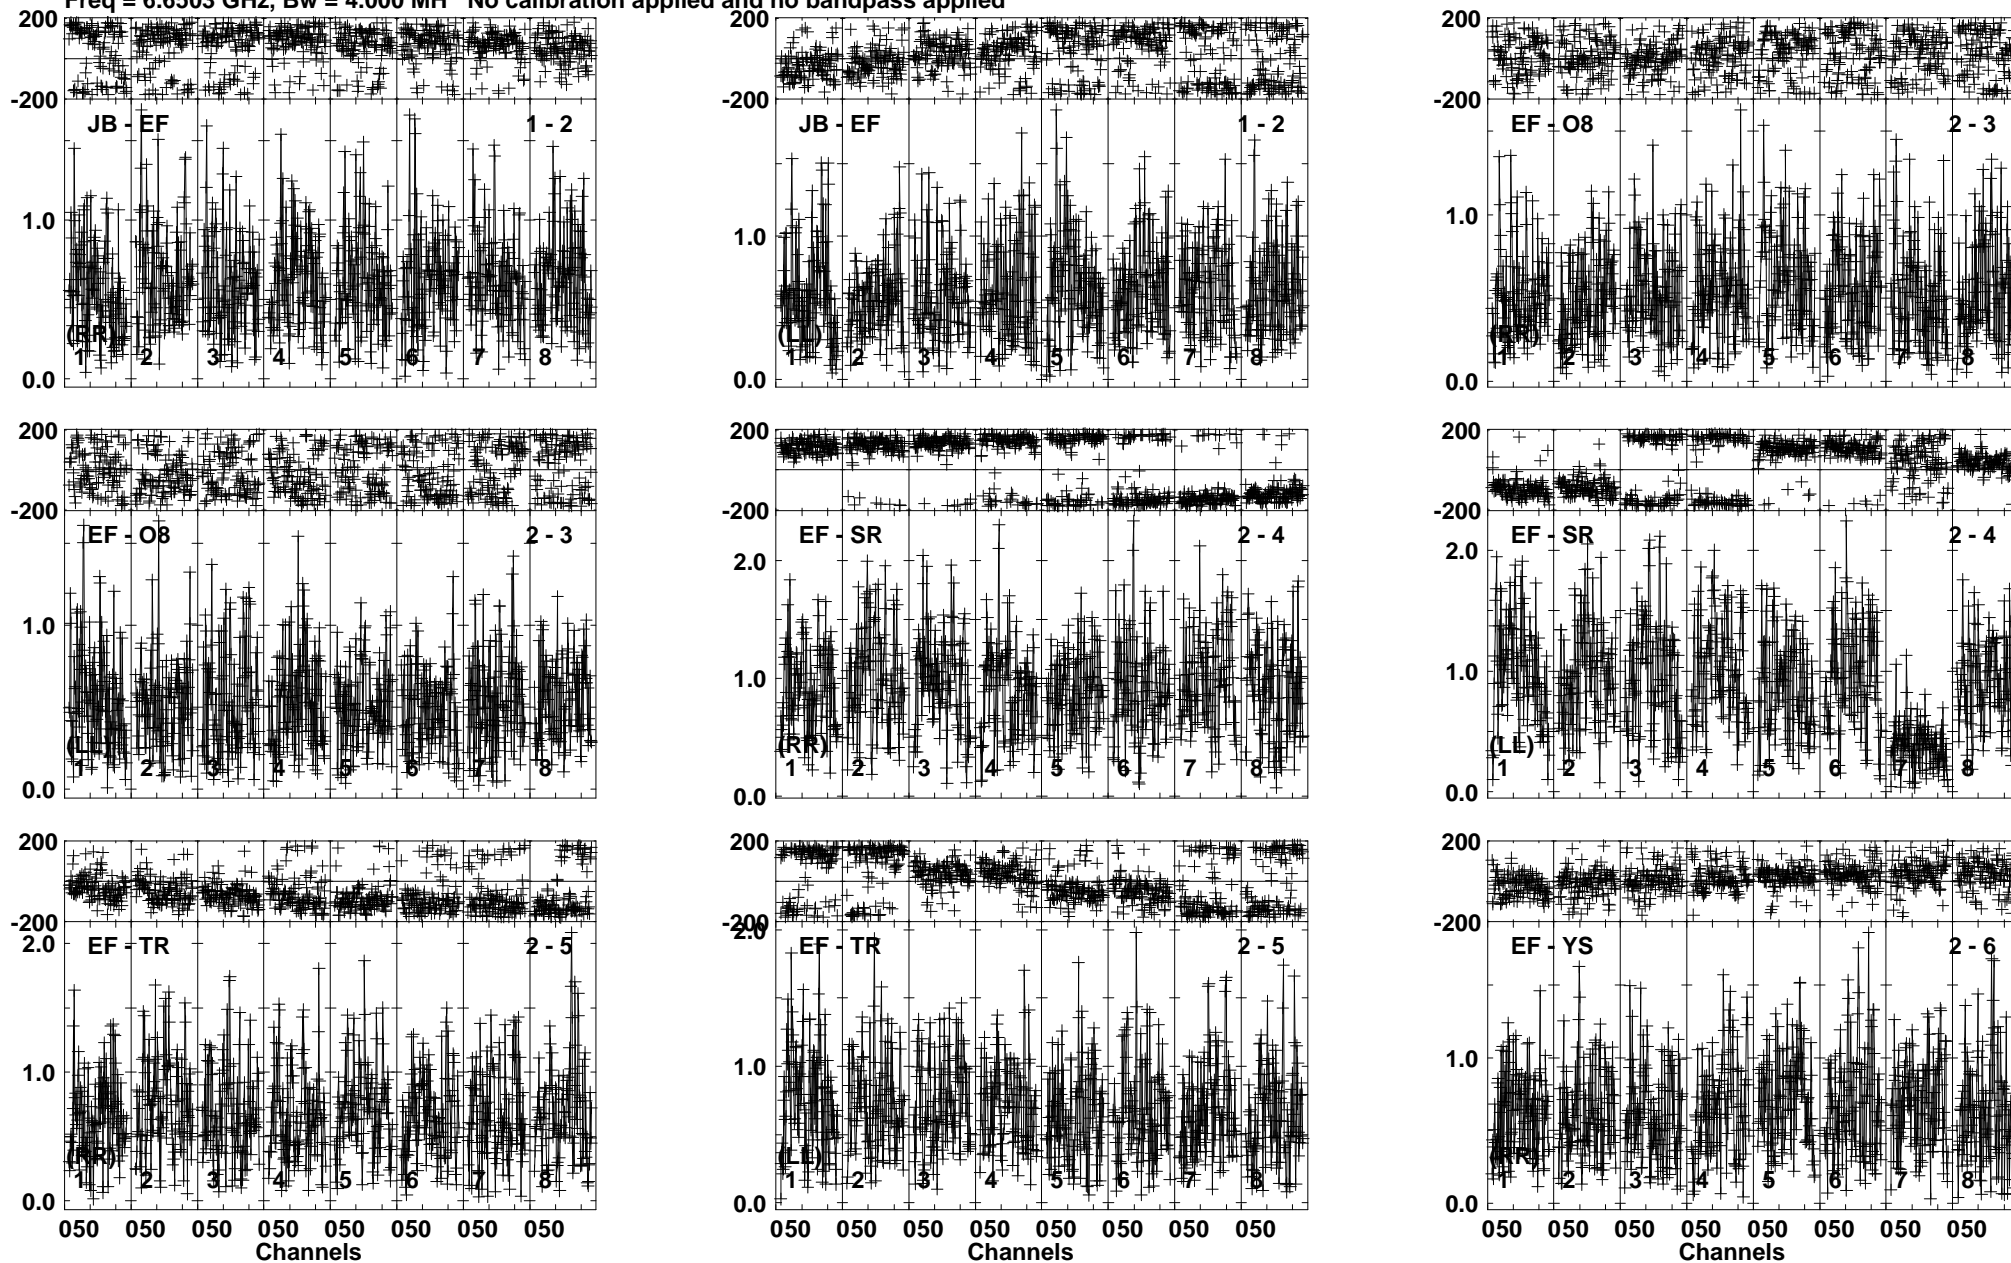 Freq = 6.6503 GHz, Bw = 4.000 MH No calibration applied and no bandpass applied
200 200 200
-200 -200 -200
JB - EF 1 - 2 JB - EF 1 - 2 EF - O8 2 - 3
1.0 1.0 1.0
(RR) (LL) (RR)
1 2 3 4 5 6 7 8 1 2 3 4 5 6 7 8 1 2 3 4 5 6 7 8
0.0 0.0 0.0
200 200 200
-200 -200 -200
EF - O8 2 - 3 EF - SR 2 - 4 EF - SR 2 - 4
2.0 2.0
1.0 1.0 1.0
(LL) (RR) (LL)
1 2 3 4 5 6 7 8 1 2 3 4 5 6 7 8 1 2 3 4 5 6 7 8
0.0 0.0 0.0
200 200 200
-200 -200 -200
2.0 2.0
EF - TR 2 - 5 EF - TR 2 - 5 EF - YS 2 - 6
1.0 1.0 1.0
(RR) (LL) (RR)
1 2 3 4 5 6 7 8 1 2 3 4 5 6 7 8 1 2 3 4 5 6 7 8
0.0 0.0 0.0
050 050 050 050 050 050 050 050 050 050 050 050 050 050 050 050 050 050 050 050 050 050 050 050
Channels Channels Channels